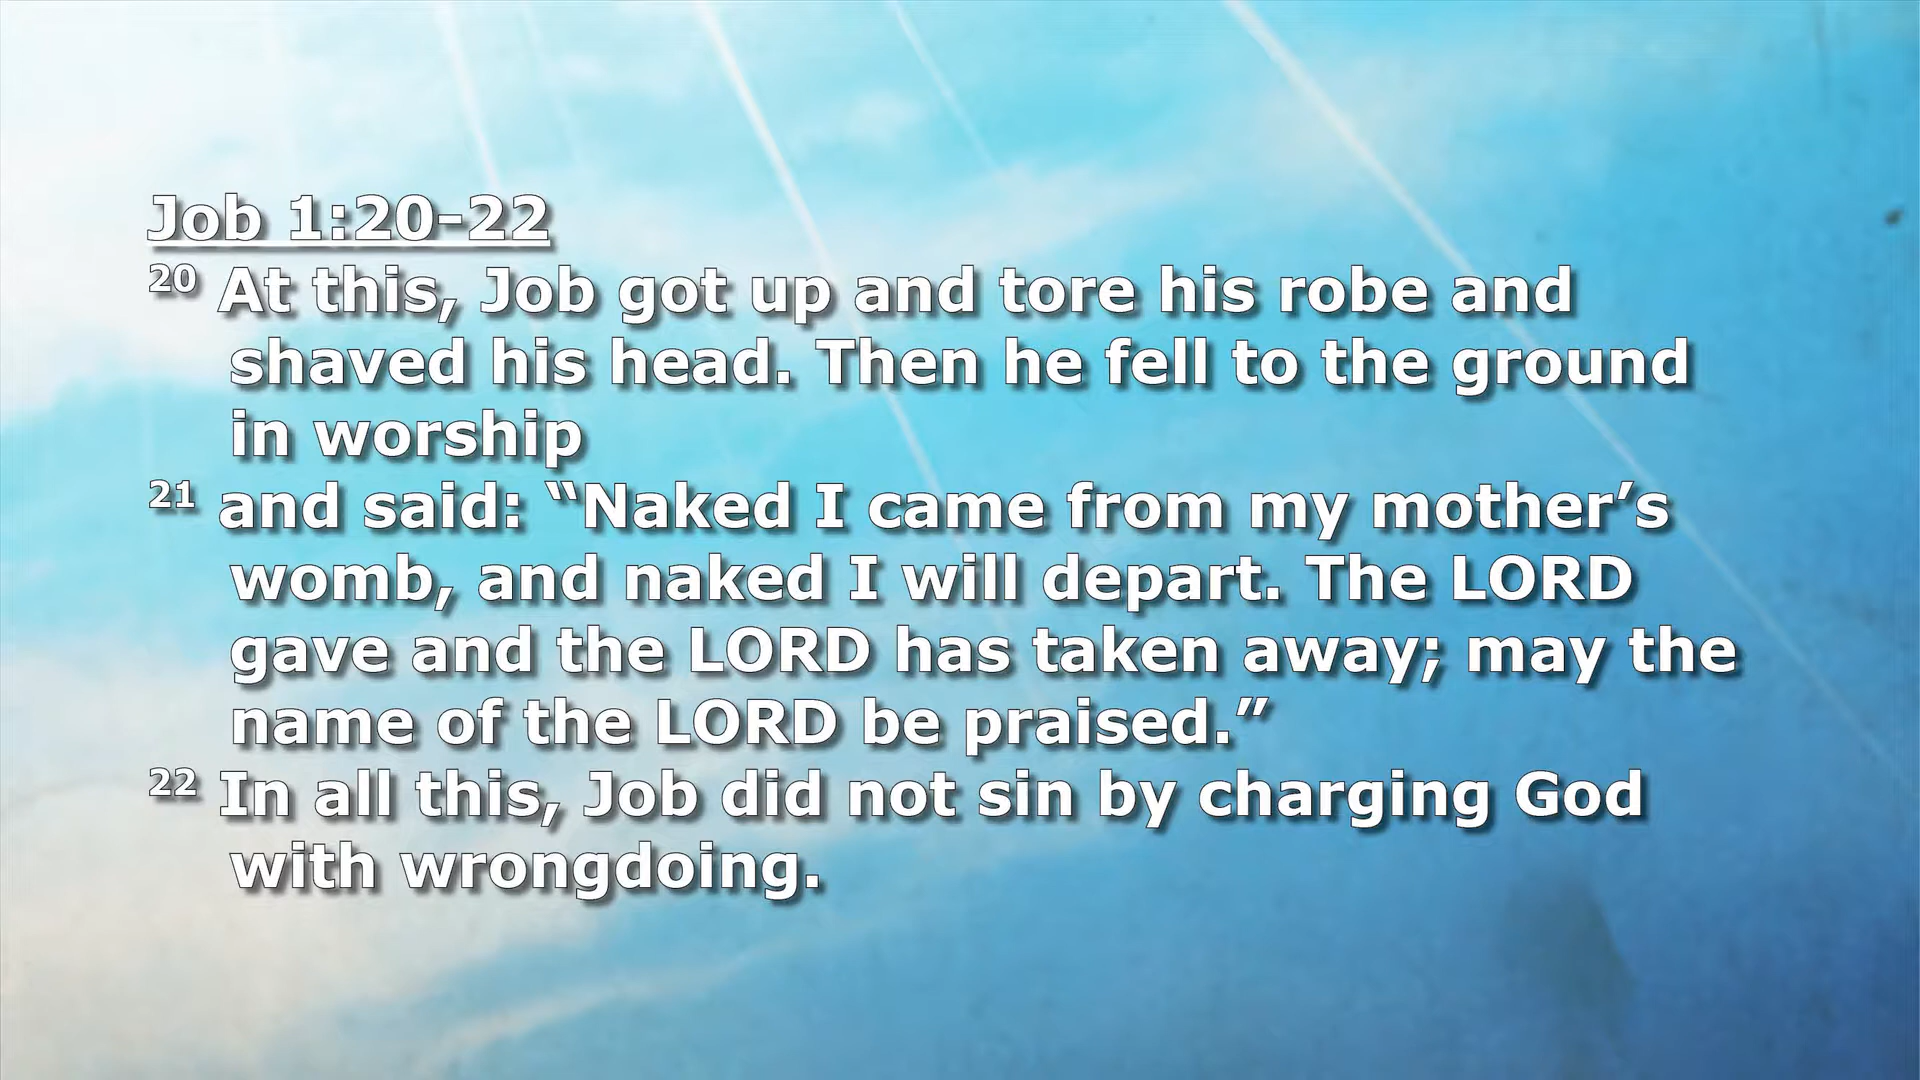 Job 1:20-22
20 At this, Job got up and tore his robe and
shaved his head. Then he fell to the ground
in worship
21 and said: “Naked I came from my mother’s
womb, and naked I will depart. The LORD
gave and the LORD has taken away; may the
name of the LORD be praised.”
22 In all this, Job did not sin by charging God
with wrongdoing.